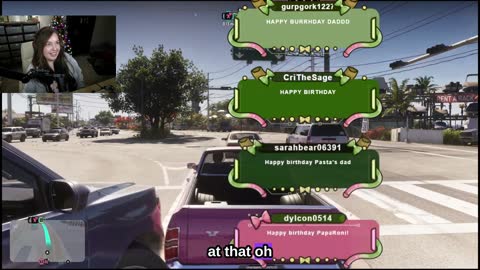 gurpgork1227
HAPPY BURRHDAY DADDD
CriTheSage
HAPPY BIRTHDAY
sarahbear06391
Happy birthday Pasta's dad
dylcon0514
Happy birthday PapaRoni!
at that oh